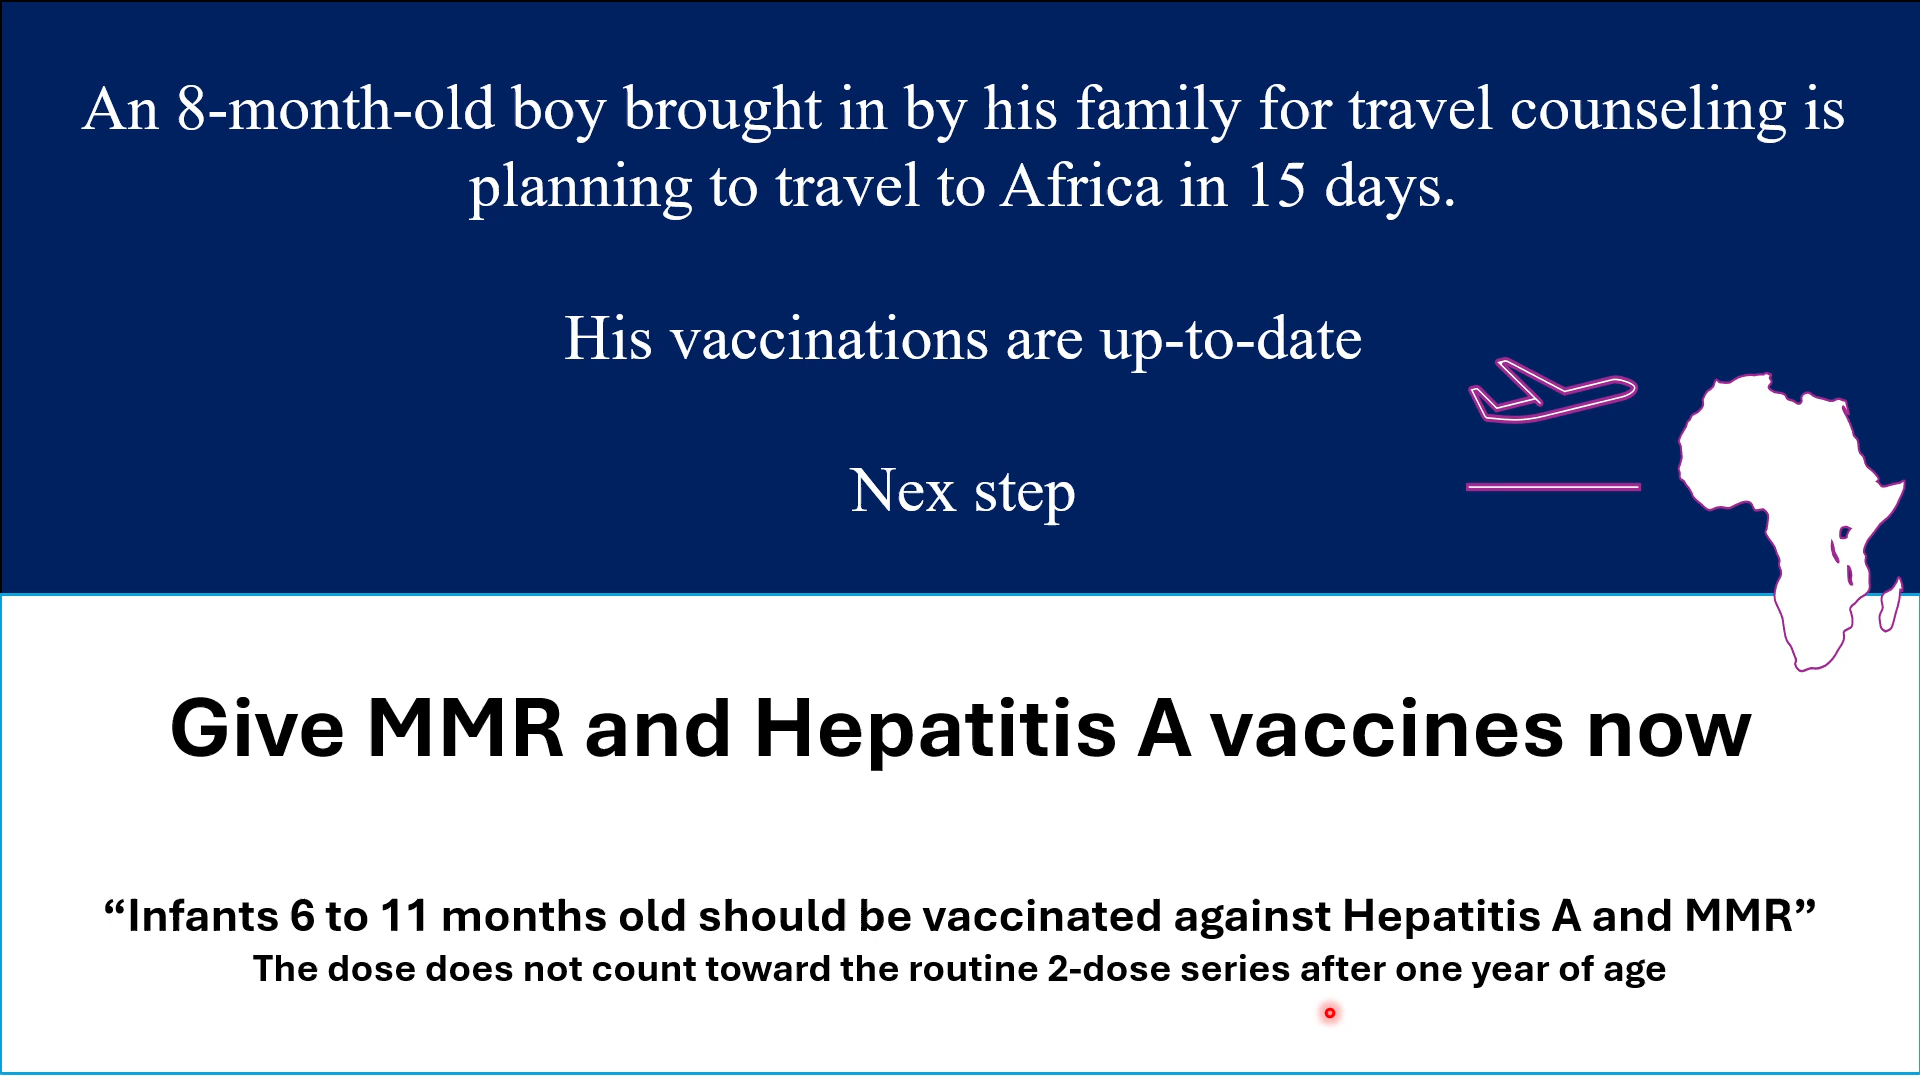 An 8-month-old boy brought in by his family for travel counseling is
planning to travel to Africa in 15 days.
His vaccinations are up-to-date
Nex step
Give MMR and Hepatitis A vaccines now
“Infants 6 to 11 months old should be vaccinated against Hepatitis A and MMR”
The dose does not count toward the routine 2-dose series after one year of age